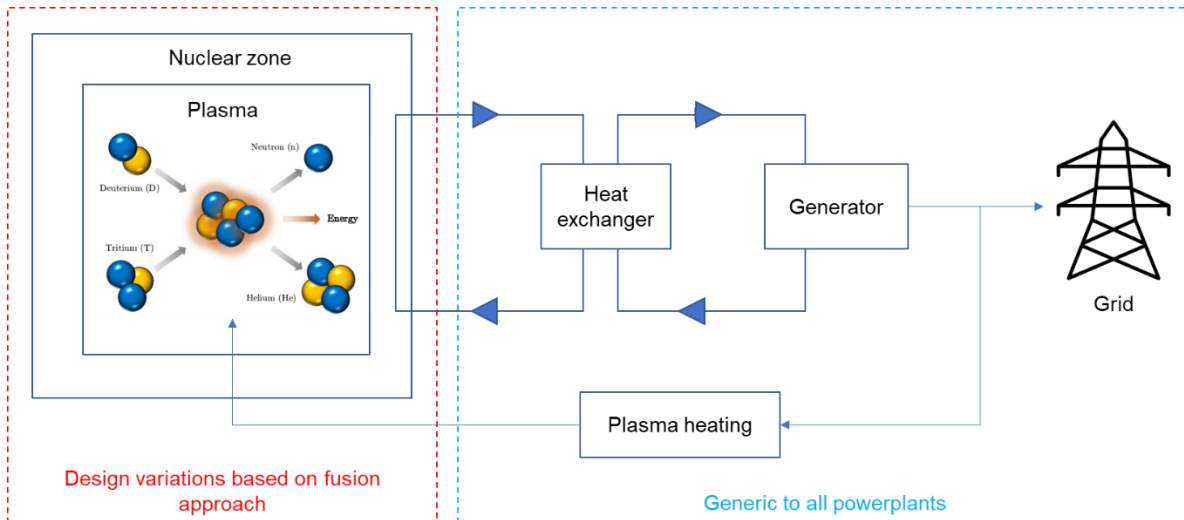 Nuclear zone
Plasma
Neutron (n)
Deuterium (D)
Energy
Tritium (T)
Helium (He)
Heat
exchanger
Generator
Grid
Plasma heating
Design variations based on fusion
approach
Generic to all powerplants